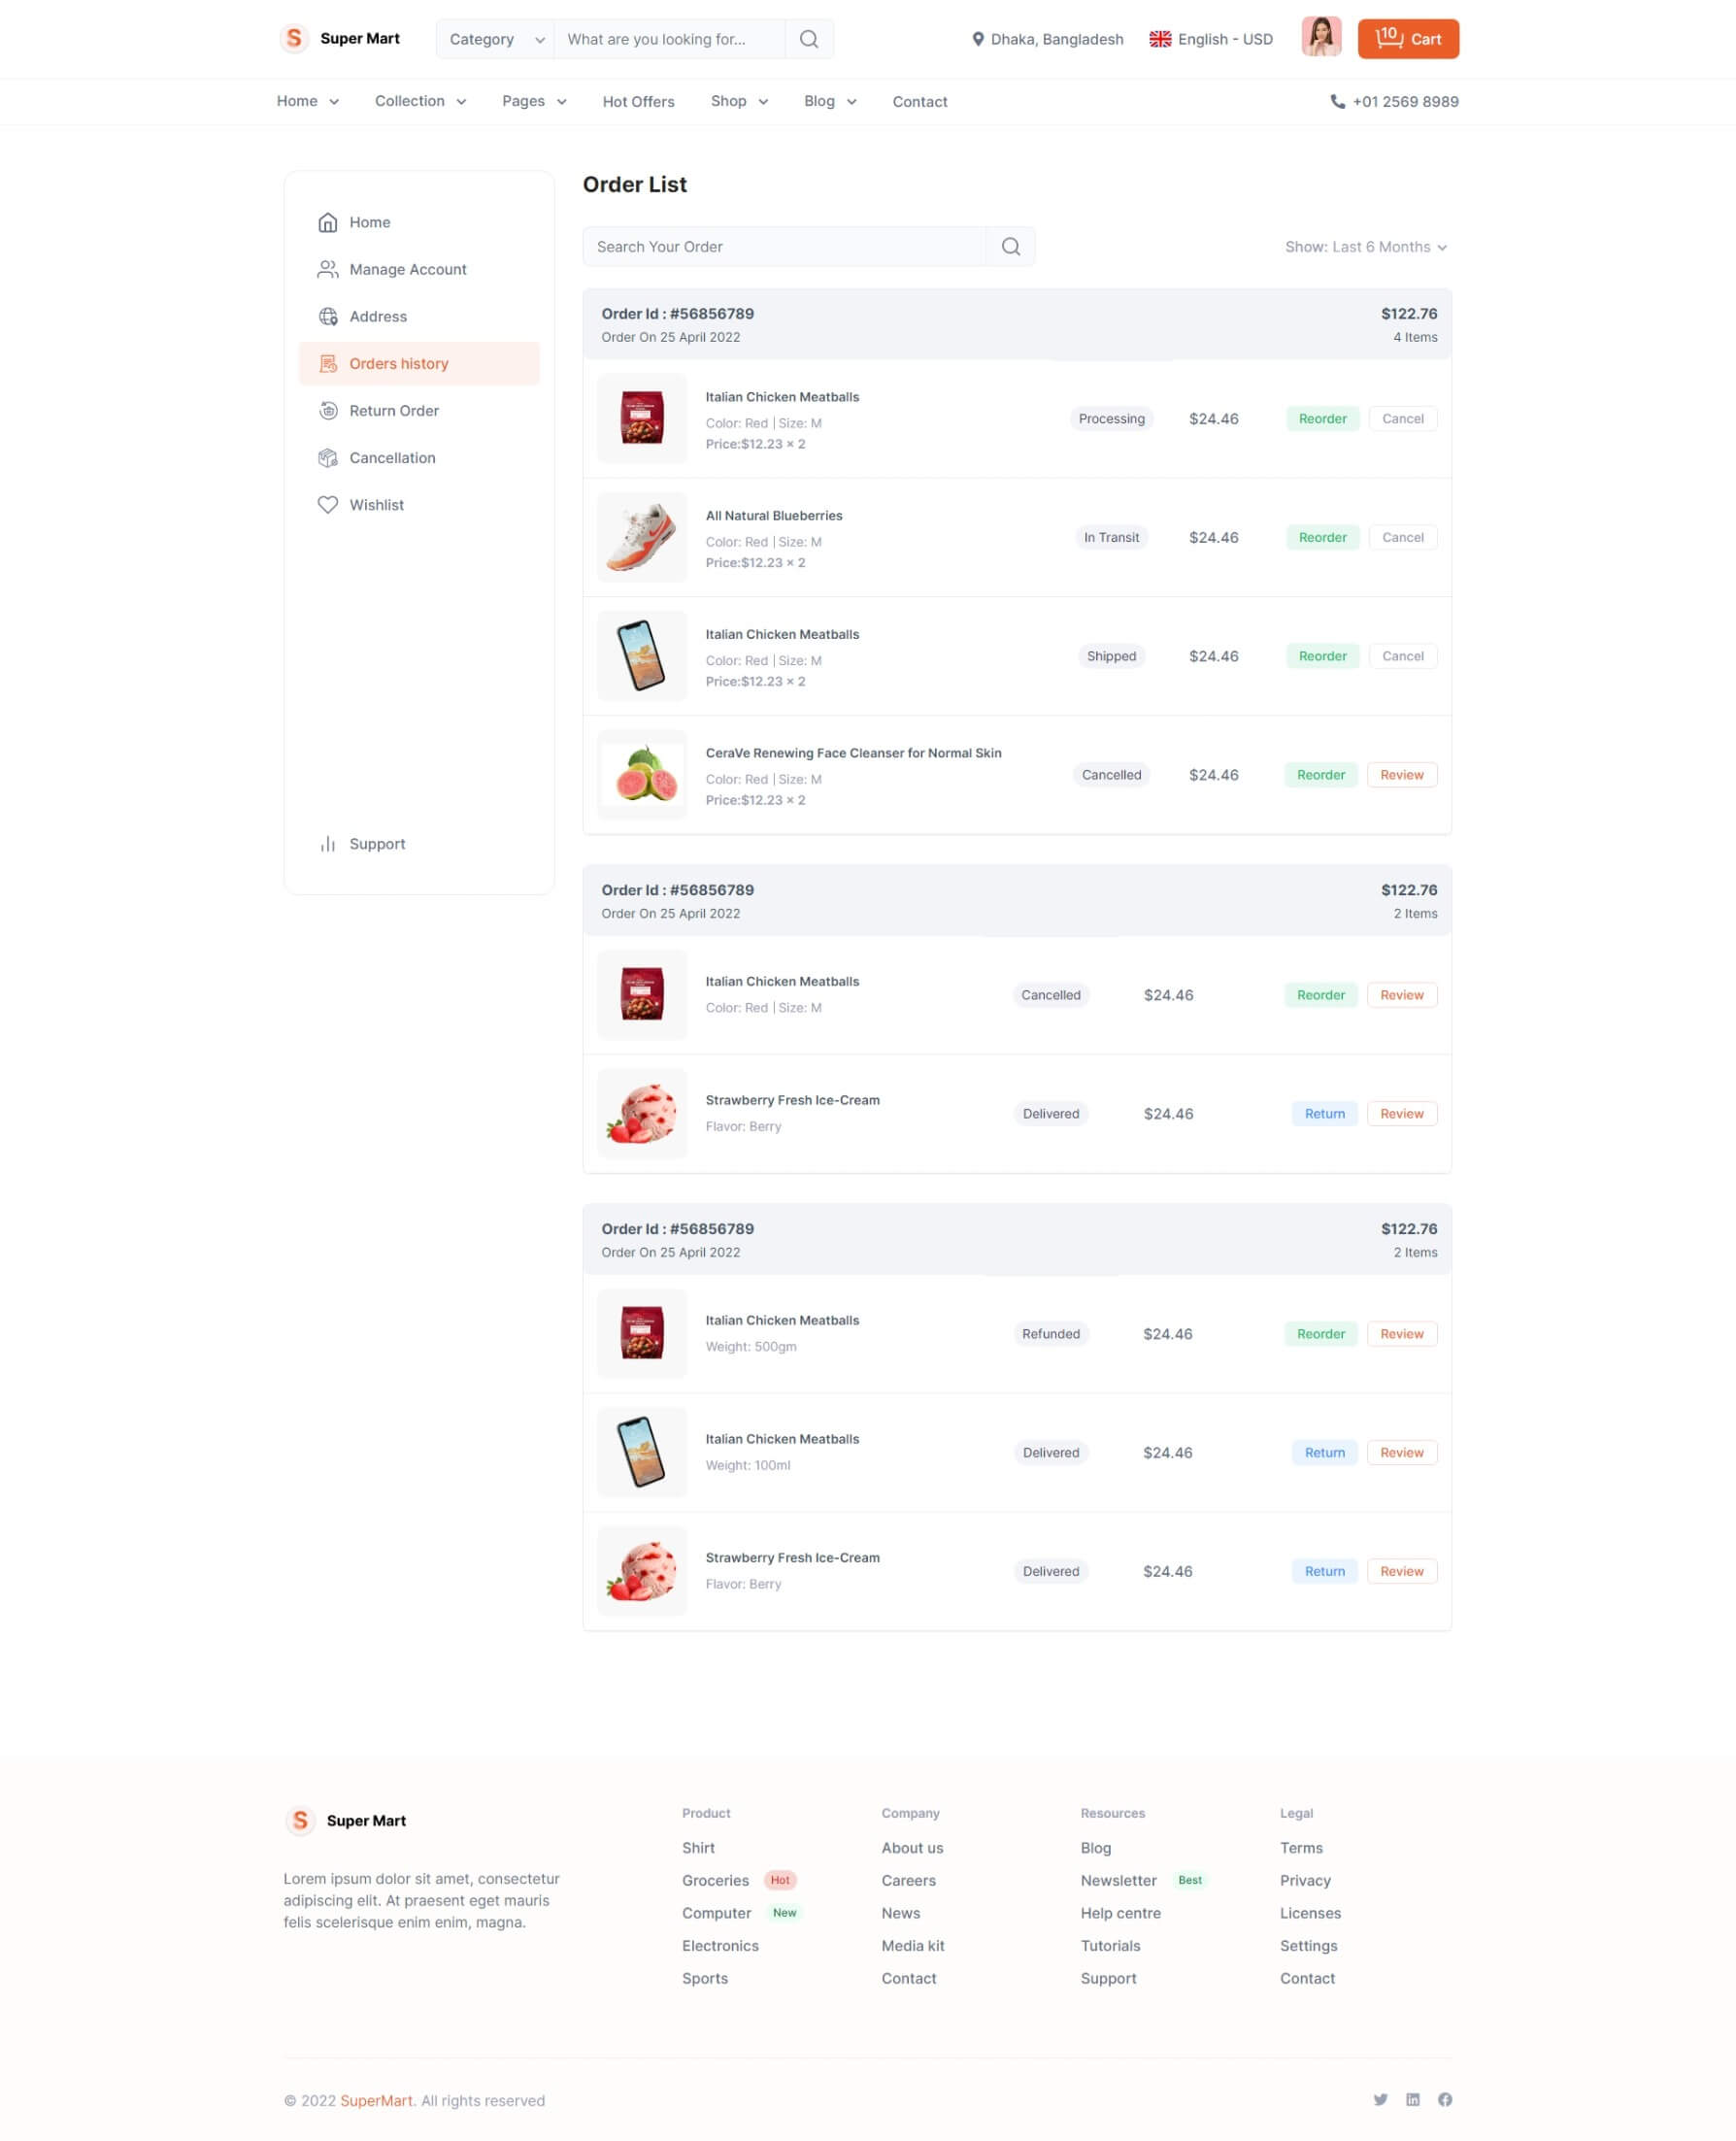 Super Mart
Category
What are you looking for...
Dhaka, Bangladesh
English - USD
10
Cart
Home
Collection
Pages
Hot Offers
Shop
Blog
Contact
+01 2569 8989
Home
Manage Account
Address
Orders history
Return Order
Cancellation
Wishlist
Support
Order List
Search Your Order
Show: Last 6 Months
Order Id : #56856789
$122.76
Order On 25 April 2022
4 Items
Italian Chicken Meatballs
Color: Red | Size: M
Price:$12.23 × 2
Processing
$24.46
Reorder
Cancel
All Natural Blueberries
Color: Red | Size: M
Price:$12.23 × 2
In Transit
$24.46
Reorder
Cancel
Italian Chicken Meatballs
Color: Red | Size: M
Price:$12.23 × 2
Shipped
$24.46
Reorder
Cancel
CeraVe Renewing Face Cleanser for Normal Skin
Color: Red | Size: M
Price:$12.23 × 2
Cancelled
$24.46
Reorder
Review
Order Id : #56856789
$122.76
Order On 25 April 2022
2 Items
Italian Chicken Meatballs
Color: Red | Size: M
Cancelled
$24.46
Reorder
Review
Strawberry Fresh Ice-Cream
Flavor: Berry
Delivered
$24.46
Return
Review
Order Id : #56856789
$122.76
Order On 25 April 2022
2 Items
Italian Chicken Meatballs
Weight: 500gm
Refunded
$24.46
Reorder
Review
Italian Chicken Meatballs
Weight: 100ml
Delivered
$24.46
Return
Review
Strawberry Fresh Ice-Cream
Flavor: Berry
Delivered
$24.46
Return
Review
Super Mart
Lorem ipsum dolor sit amet, consectetur
adipiscing elit. At praesent eget mauris
felis scelerisque enim enim, magna.
Product
Shirt
Groceries Hot
Computer New
Electronics
Sports
Company
About us
Careers
News
Media kit
Contact
Resources
Blog
Newsletter Best
Help centre
Tutorials
Support
Legal
Terms
Privacy
Licenses
Settings
Contact
© 2022 SuperMart. All rights reserved